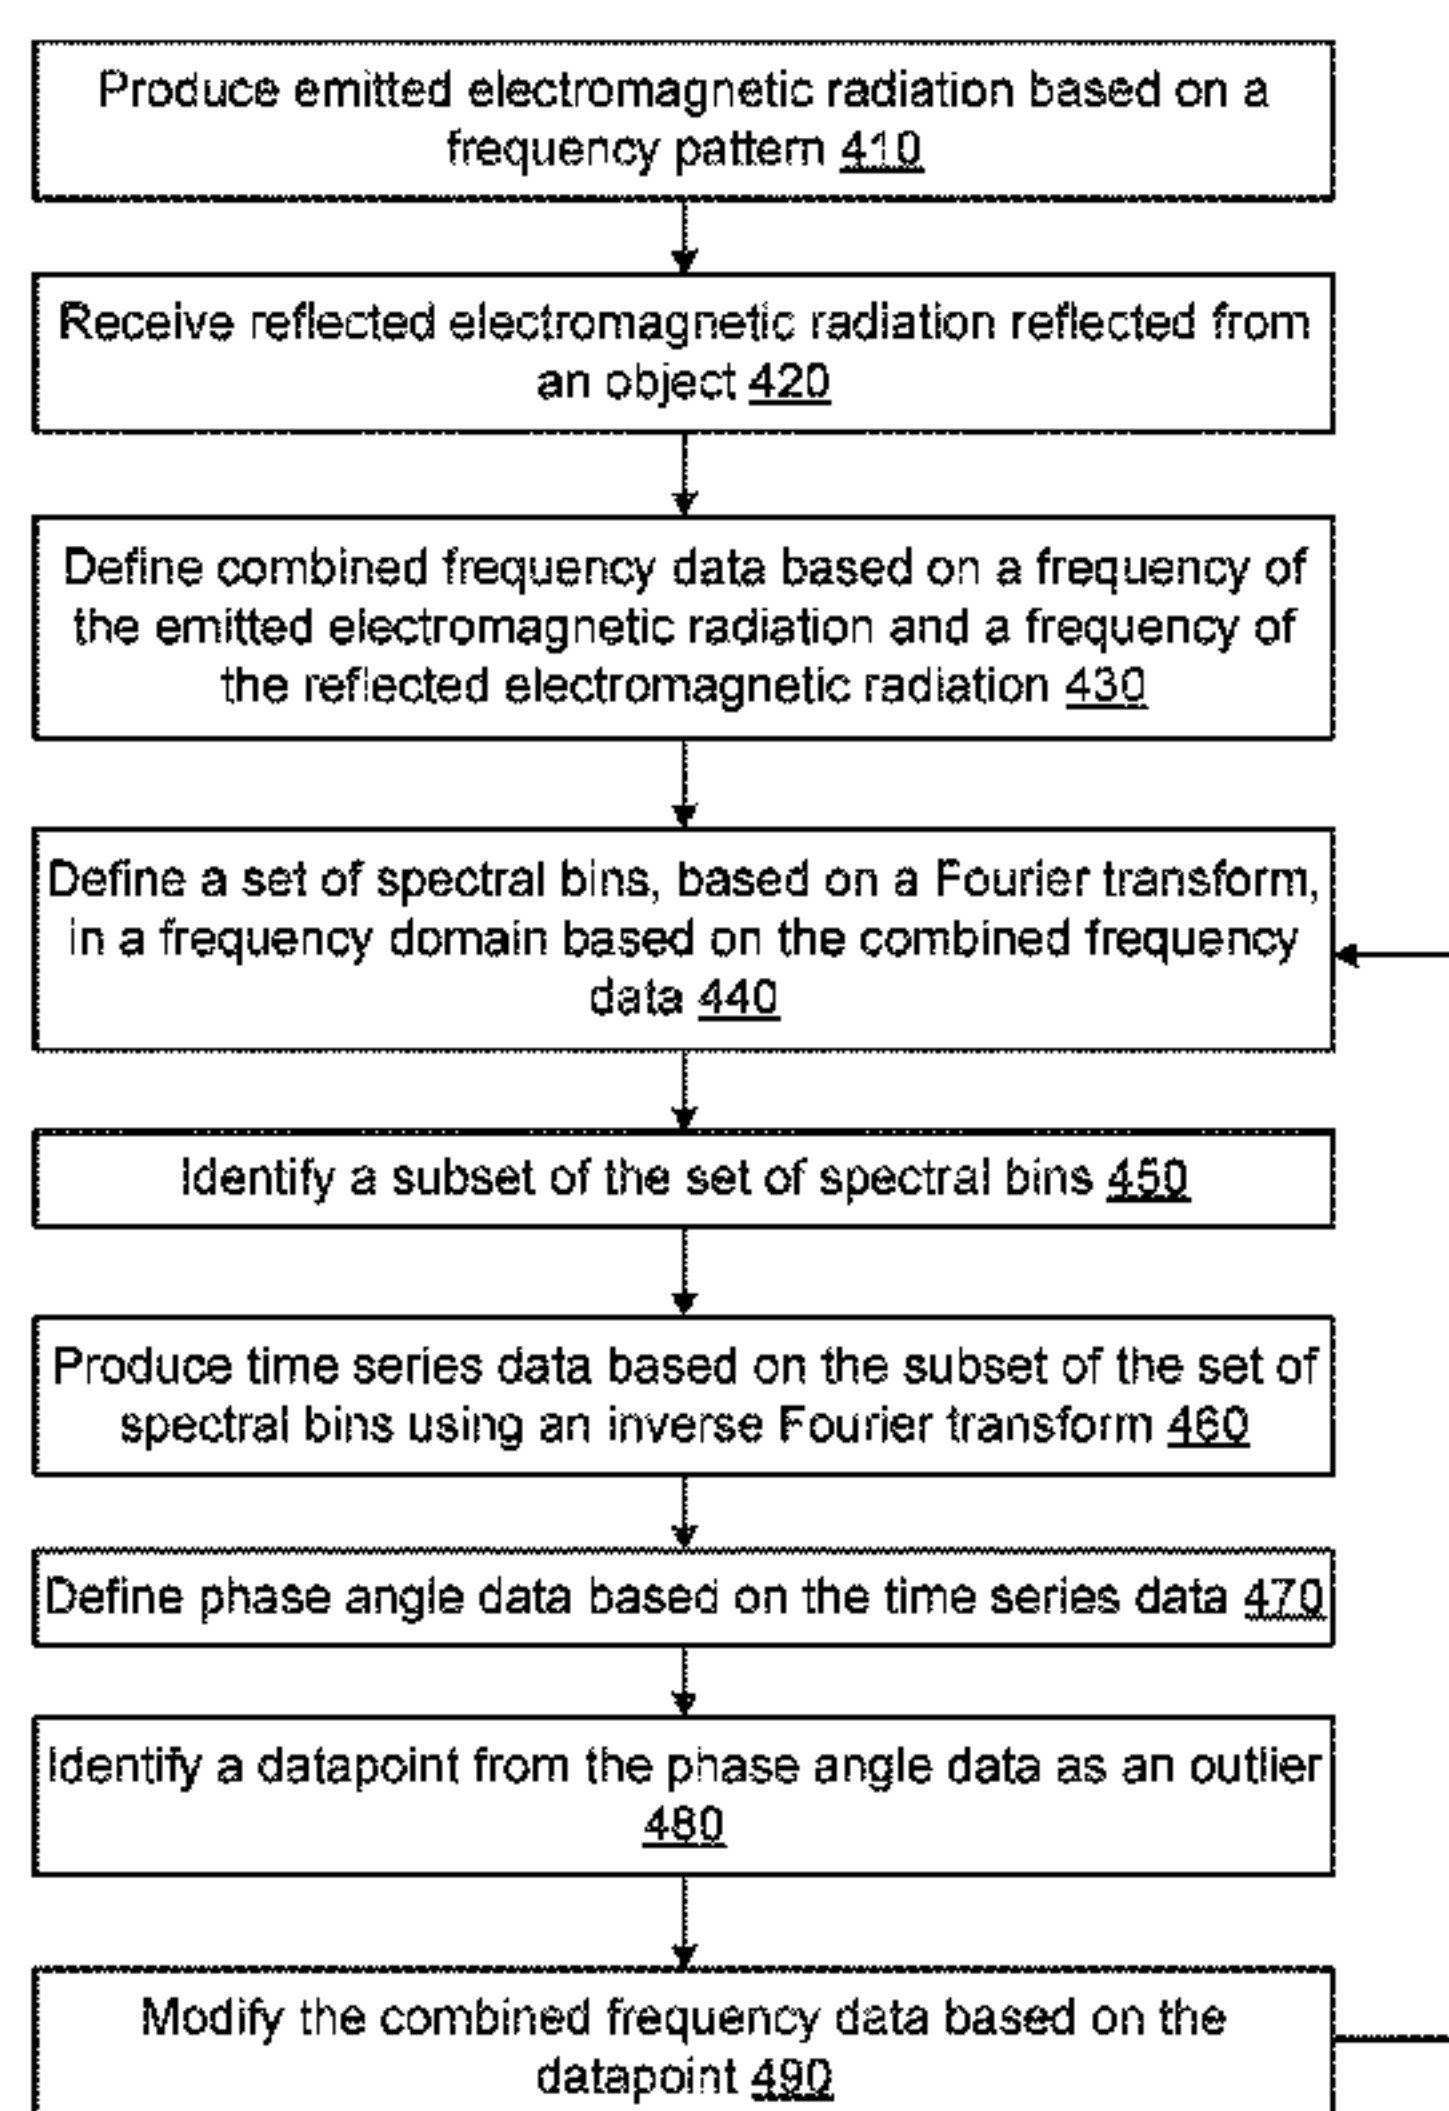 Produce emitted electromagnetic radiation based on a
frequency pattern 410
Receive reflected electromagnetic radiation reflected from
an object 420
Define combined frequency data based on a frequency of
the emitted electromagnetic radiation and a frequency of
the reflected electromagnetic radiation 430
Define a set of spectral bins, based on a Fourier transform,
in a frequency domain based on the combined frequency
data 440
Identify a subset of the set of spectral bins 450
Produce time series data based on the subset of the set of
spectral bins using an inverse Fourier transform 460
Define phase angle data based on the time series data 470
Identify a datapoint from the phase angle data as an outlier
480
Modify the combined frequency data based on the
datapoint 490